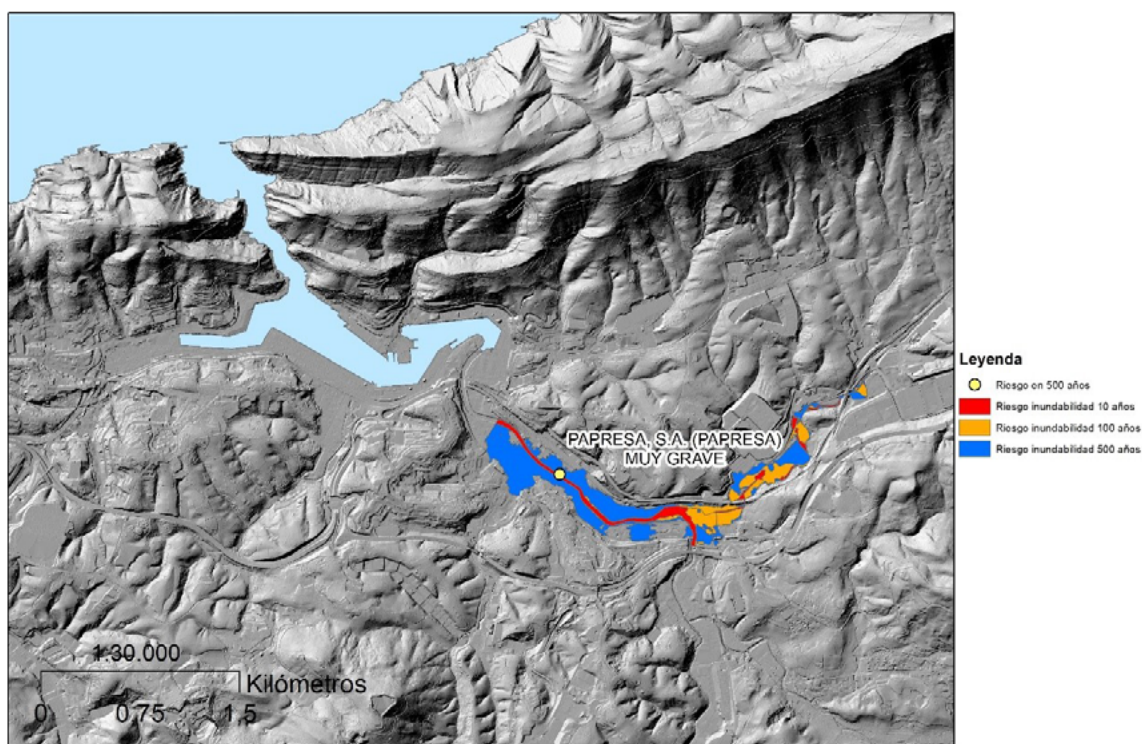 PAPRESA, S.A. (PAPRESA)
MUY GRAVE
1:30.000
Kilómetros
0 0,75 1,5
Leyenda
Riesgo en 500 años
Riesgo inundabilidad 10 años
Riesgo inundabilidad 100 años
Riesgo inundabilidad 500 años